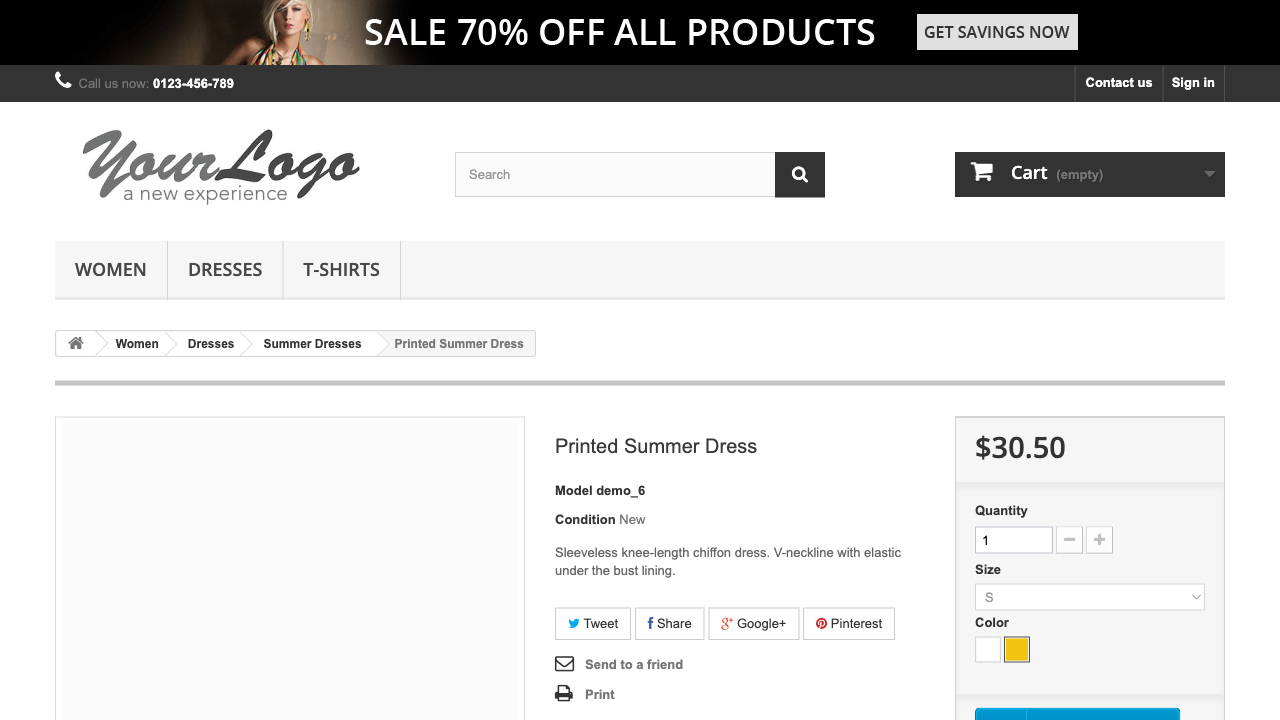 SALE 70% OFF ALL PRODUCTS
GET SAVINGS NOW
Call us now: 0123-456-789
Contact us
Sign in
YourLogo
a new experience
Search
Cart (empty)
WOMEN
DRESSES
T-SHIRTS
Women
Dresses
Summer Dresses
Printed Summer Dress
Printed Summer Dress
Model demo_6
Condition New
Sleeveless knee-length chiffon dress. V-neckline with elastic
under the bust lining.
Tweet
Share
Google+
Pinterest
Send to a friend
Print
$30.50
Quantity
1
Size
S
Color